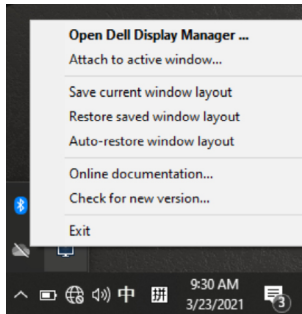 Open Dell Display Manager ...
Attach to active window...
Save current window layout
Restore saved window layout
Auto-restore window layout
Online documentation...
Check for new version...
Exit
中 拼 9:30 AM
3/23/2021
3